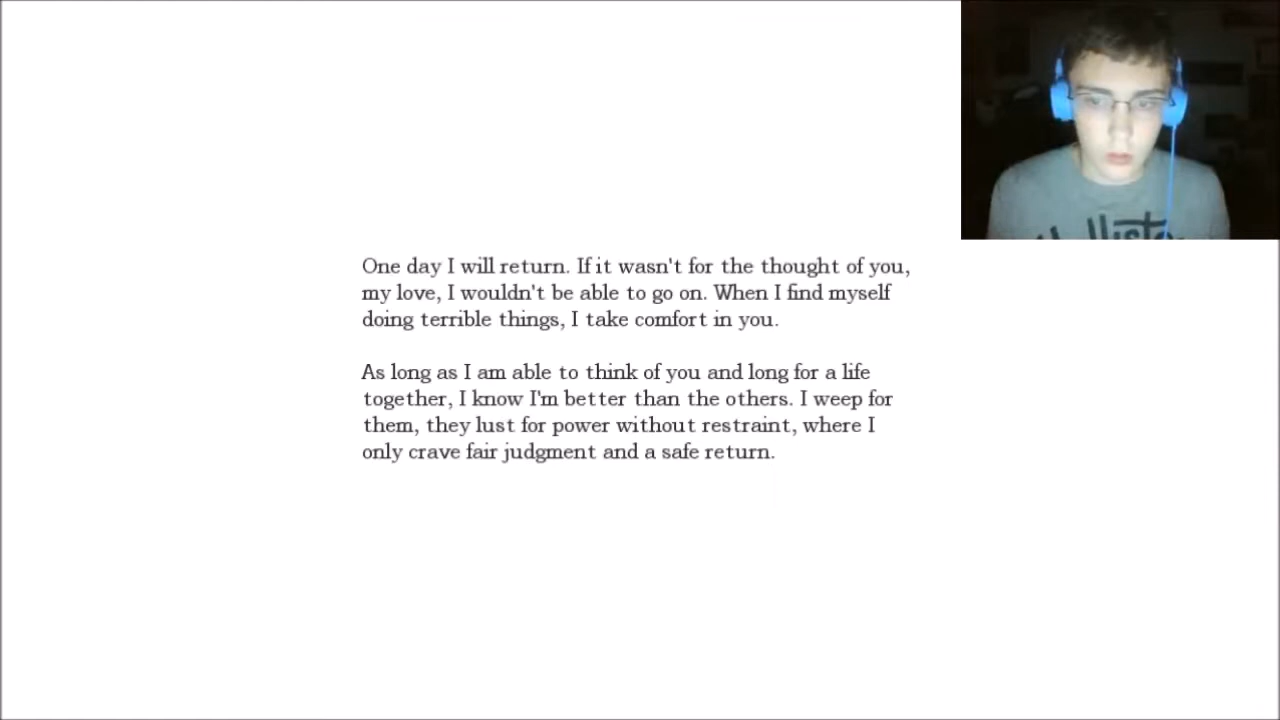 One day I will return. If it wasn't for the thought of you,
my love, I wouldn't be able to go on. When I find myself
doing terrible things, I take comfort in you.
As long as I am able to think of you and long for a life
together, I know I'm better than the others. I weep for
them, they lust for power without restraint, where I
only crave fair judgment and a safe return.